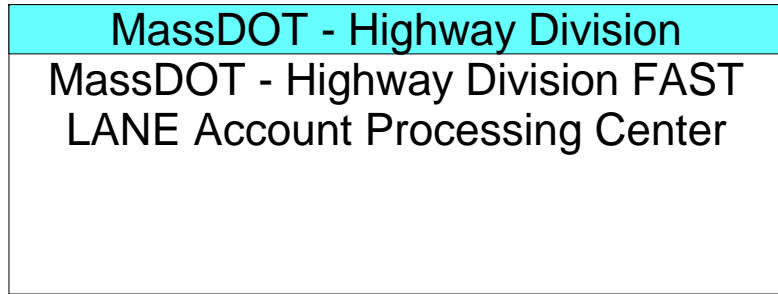 MassDOT - Highway Division
MassDOT - Highway Division FAST
LANE Account Processing Center